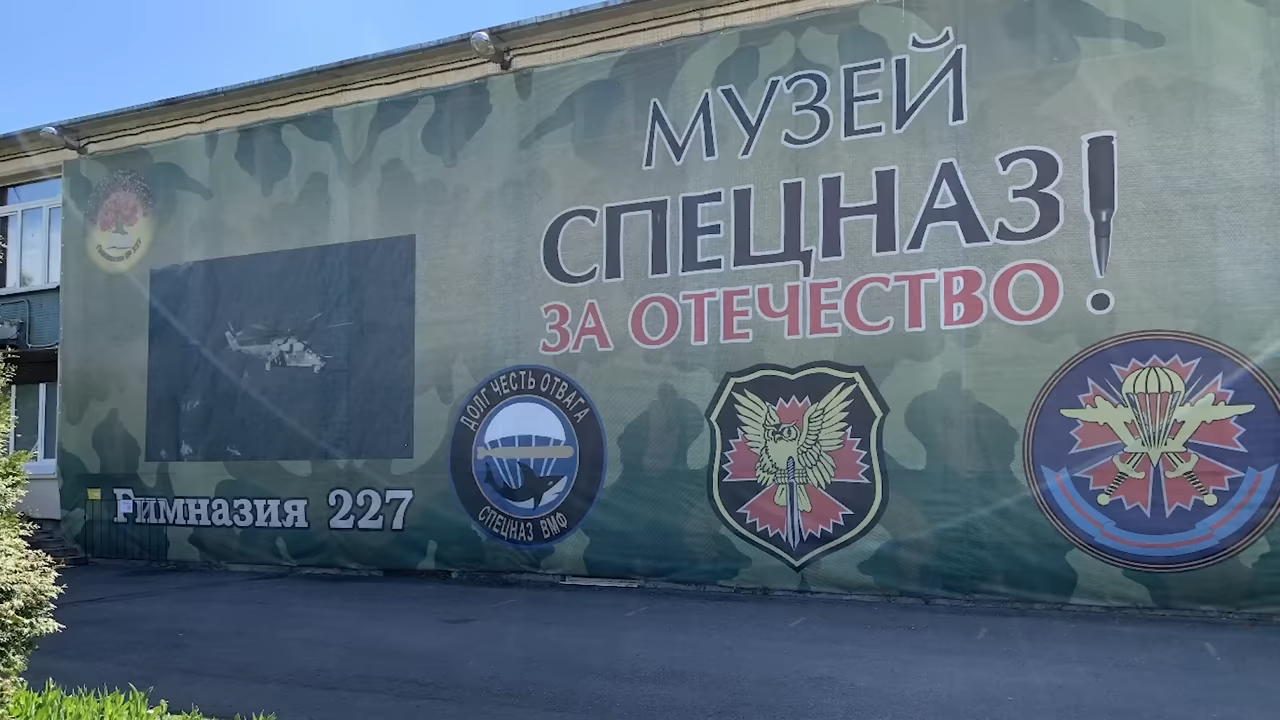 МУЗЕЙ
СПЕЦНАЗ!
ЗА ОТЕЧЕСТВО
ДОЛГ ЧЕСТЬ ОТВАГА
СПЕЦНАЗ ВМФ
Гимназия 227